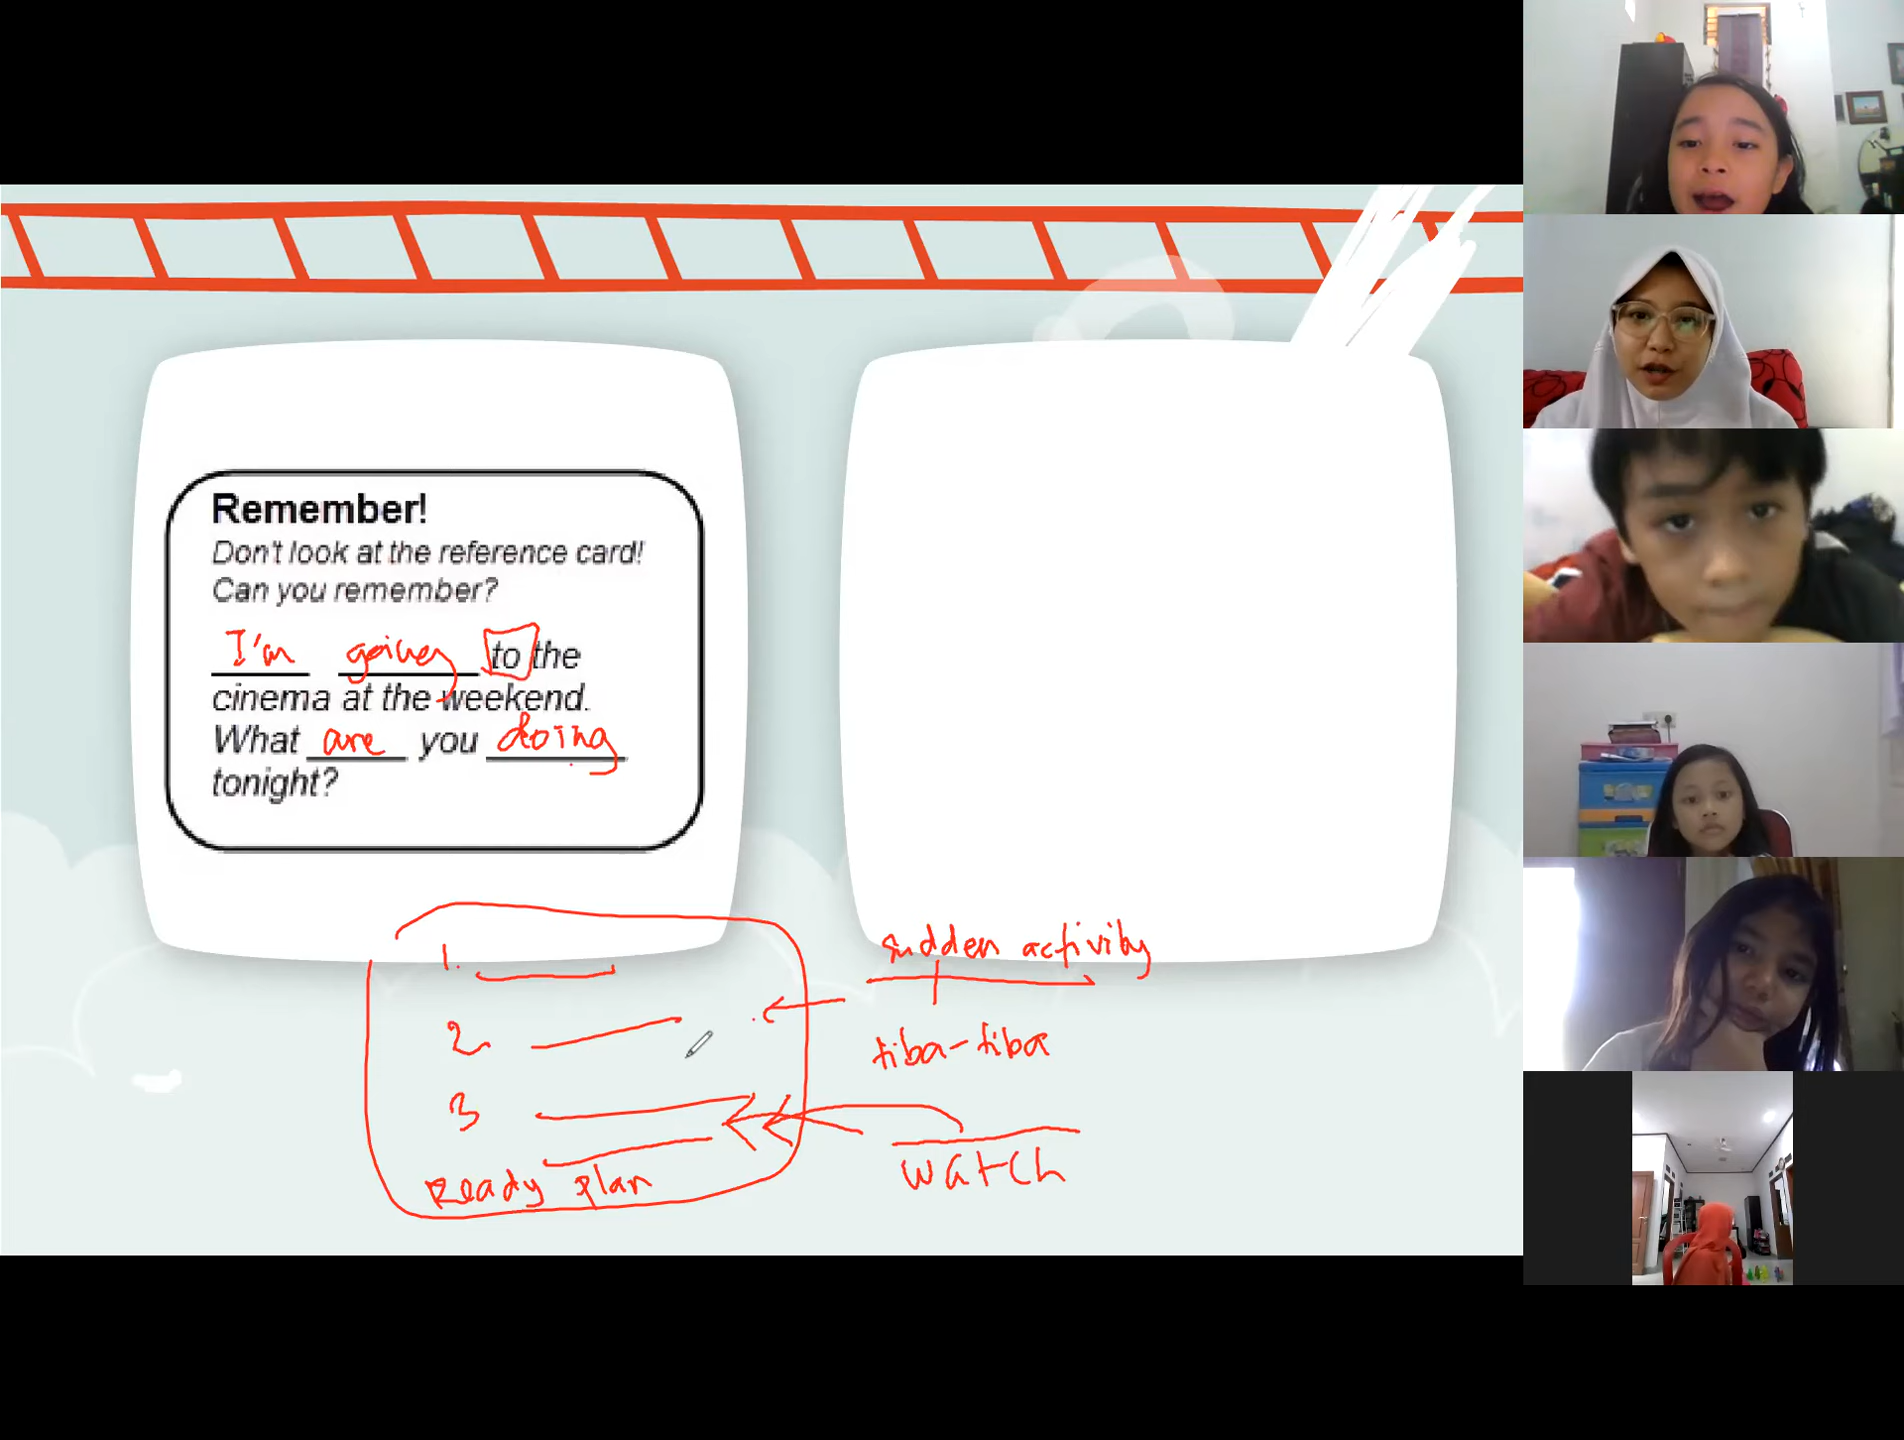 Remember!
Don't look at the reference card!
Can you remember?
I'm going to the
cinema at the weekend.
What are you doing
tonight?
1.
2
3
Ready plan
sudden activity
tiba-tiba
watch